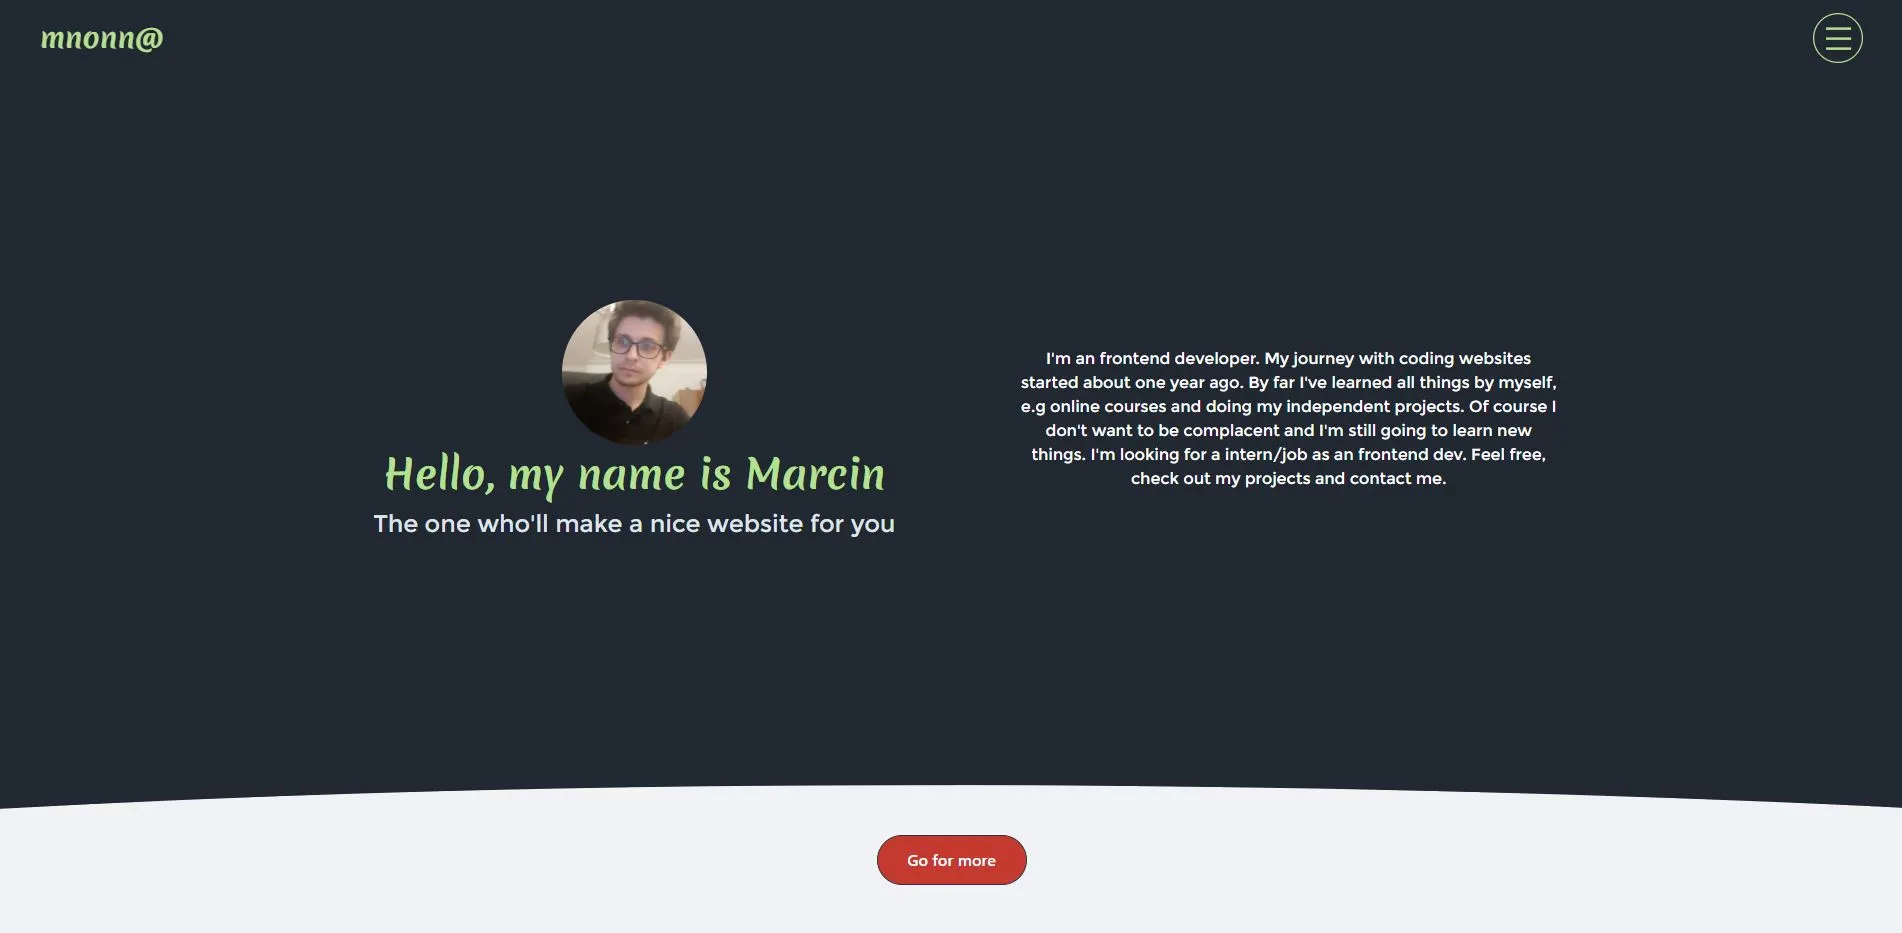 mnonn@
Hello, my name is Marcin
The one who'll make a nice website for you
I'm an frontend developer. My journey with coding websites
started about one year ago. By far I've learned all things by myself,
e.g online courses and doing my independent projects. Of course I
don't want to be complacent and I'm still going to learn new
things. I'm looking for a intern/job as an frontend dev. Feel free,
check out my projects and contact me.
Go for more